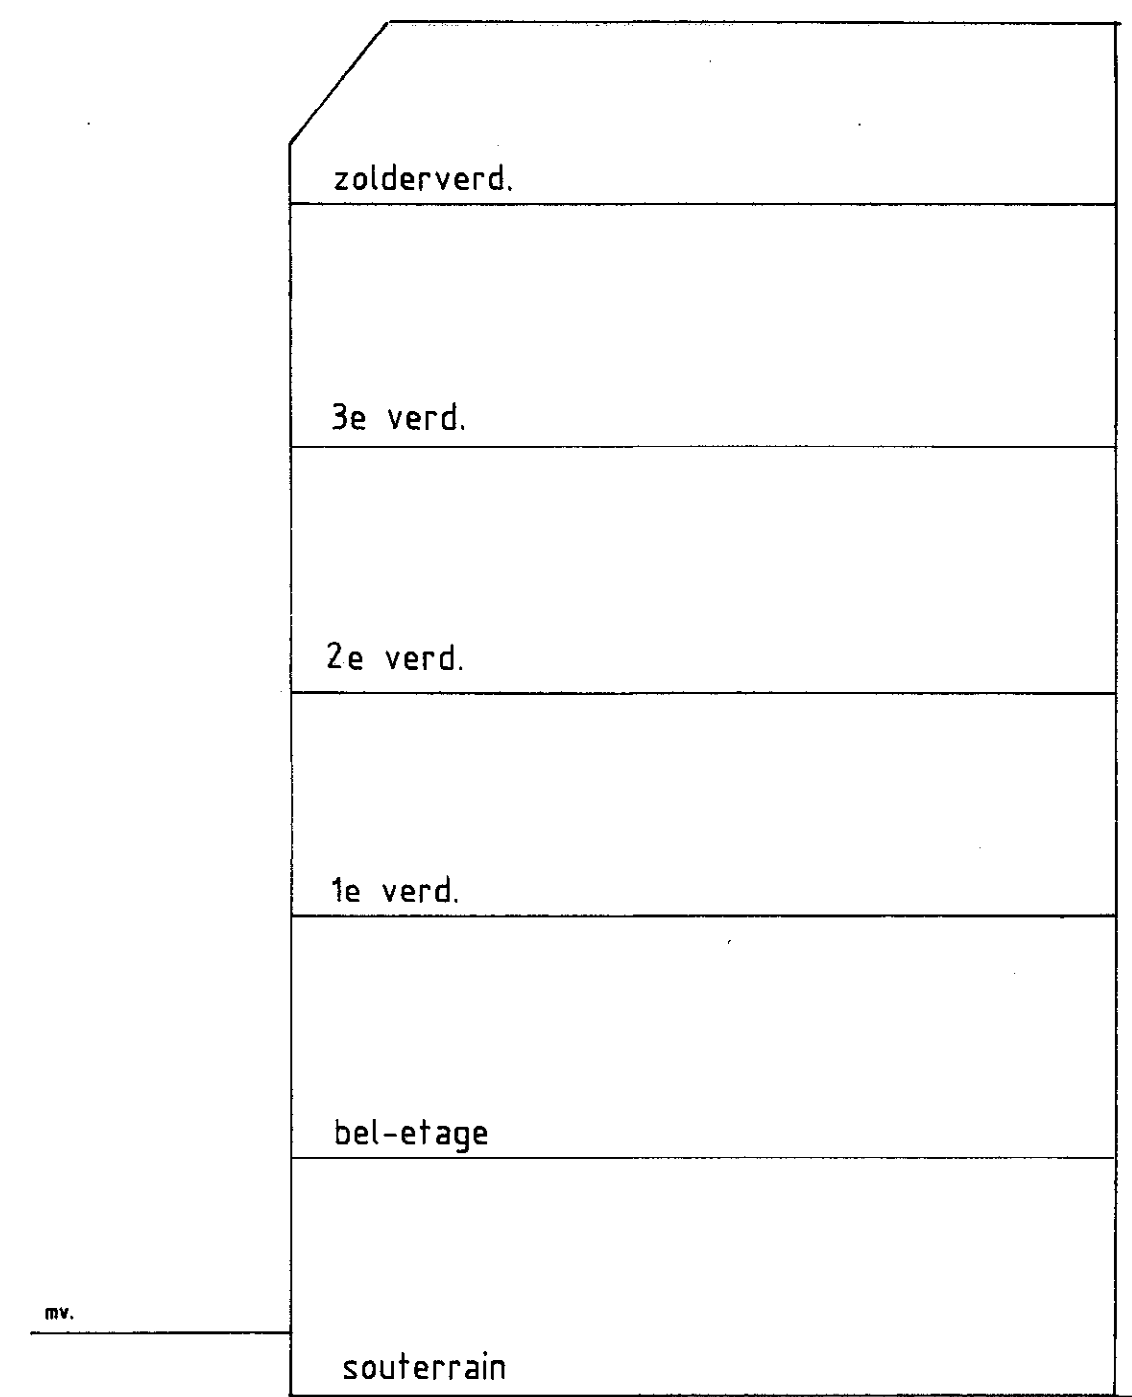 zolderverd.
3e verd.
2e verd.
1e verd.
bel-etage
mv.
souterrain